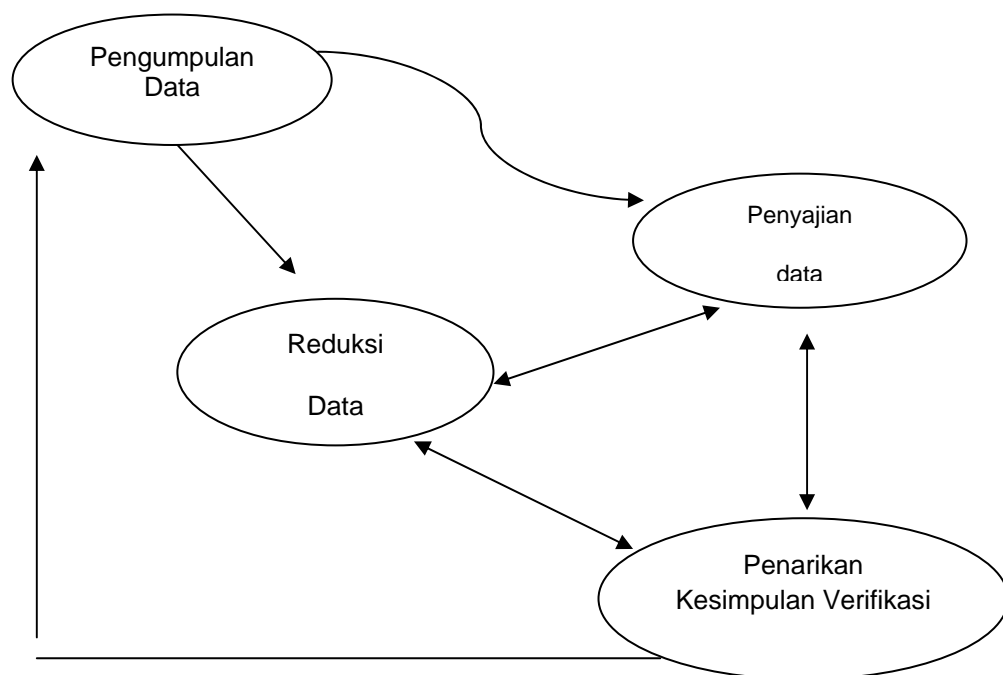 Pengumpulan
Data
Penyajian
data
Reduksi
Data
Penarikan
Kesimpulan Verifikasi